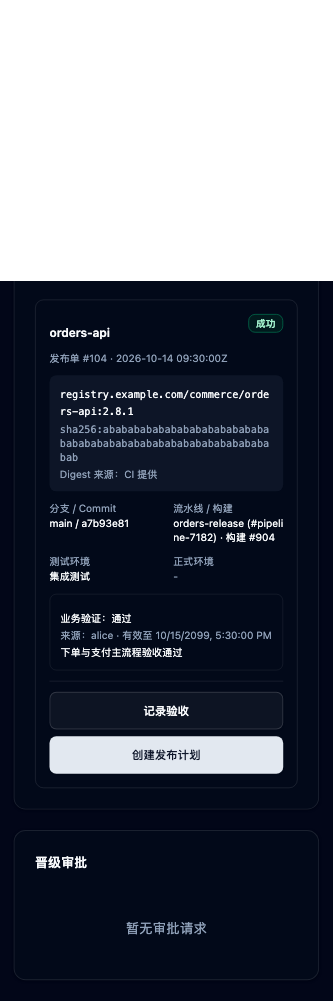 orders-api
成功
发布单 #104 · 2026-10-14 09:30:00Z
registry.example.com/commerce/orde
rs-api:2.8.1
sha256:abababababababababababababa
bababababababababababababababababa
bab
Digest 来源：CI 提供
分支 / Commit
main / a7b93e81
流水线 / 构建
orders-release (#pipeli
ne-7182) · 构建 #904
测试环境
集成测试
正式环境
-
业务验证：通过
来源：alice · 有效至 10/15/2099, 5:30:00 PM
下单与支付主流程验收通过
记录验收
创建发布计划
晋级审批
暂无审批请求